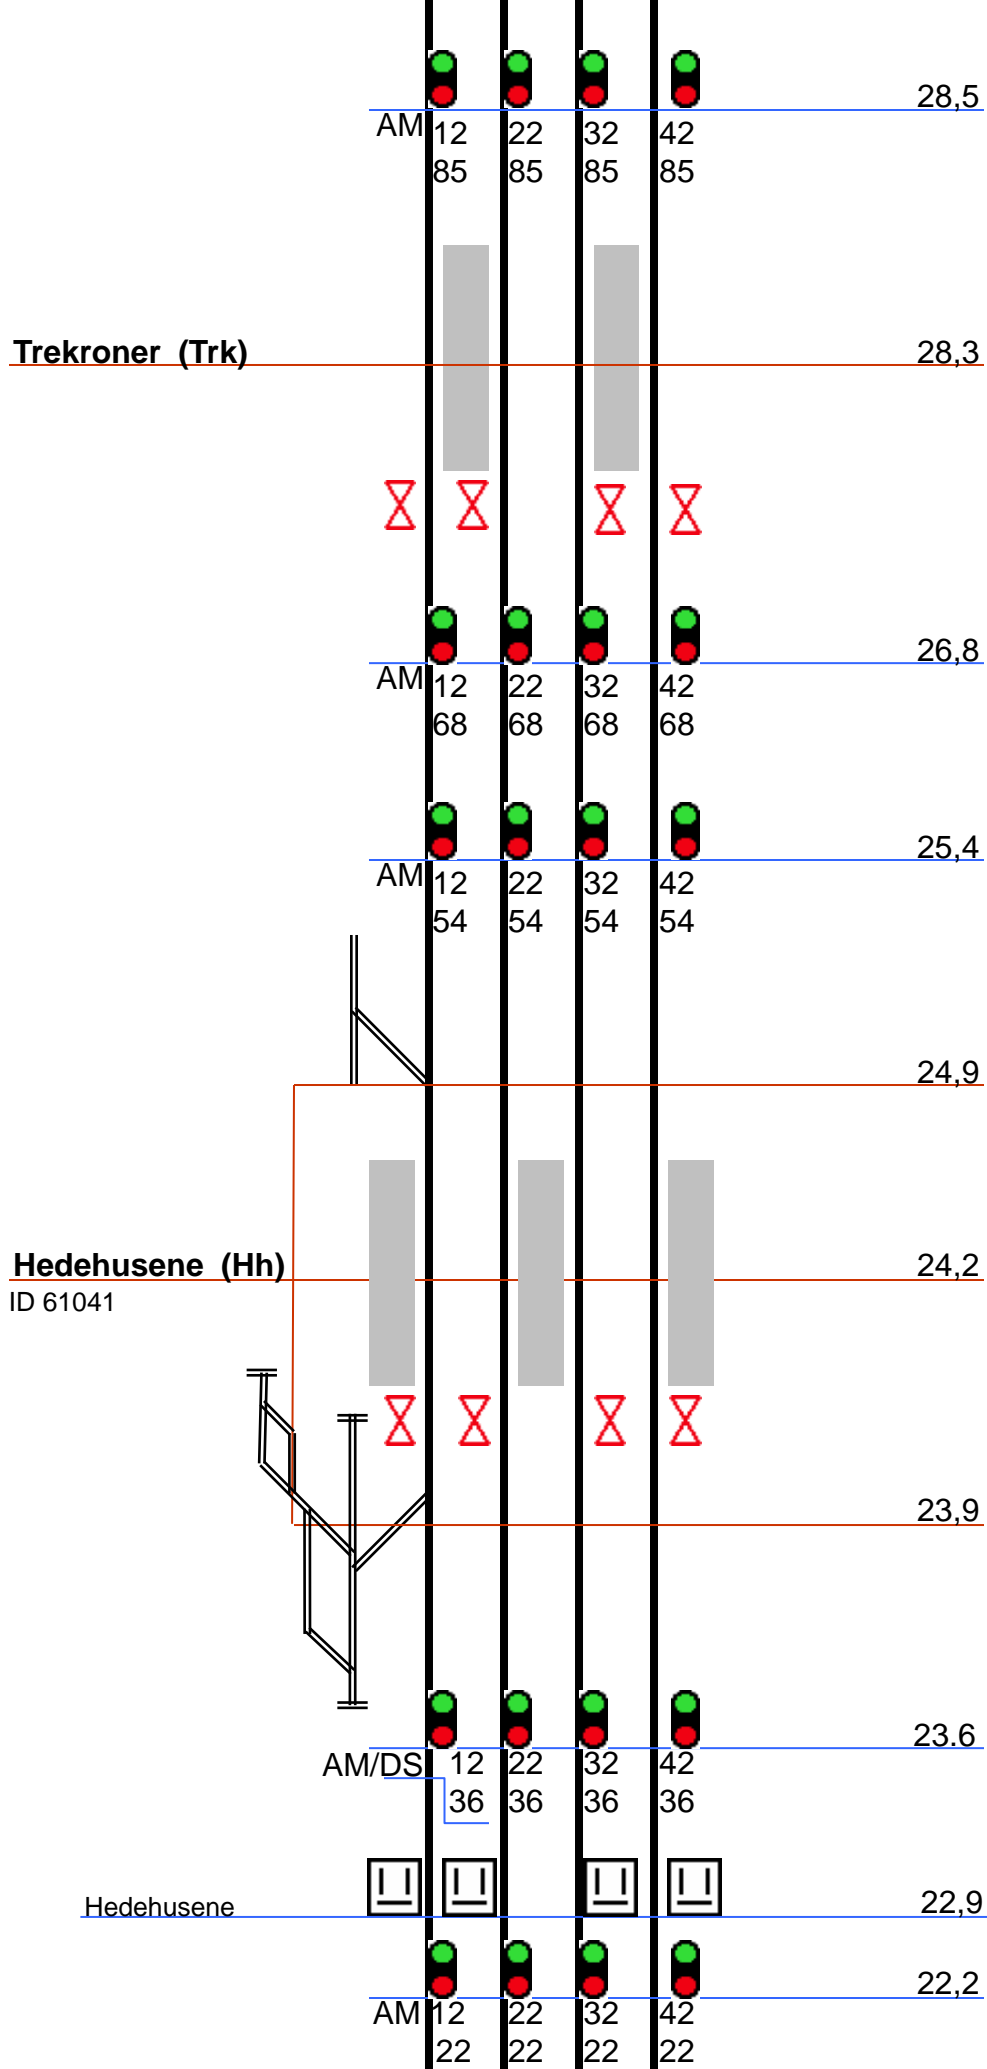 28,5
AM 12 22 32 42
85 85 85 85
Trekroner (Trk) 28,3
26,8
AM 12 22 32 42
68 68 68 68
25,4
AM 12 22 32 42
54 54 54 54
24,9
Hedehusene (Hh) 24,2
ID 61041
23,9
23.6
AM/DS 12 22 32 42
36 36 36 36
Hedehusene 22,9
22,2
AM 12 22 32 42
22 22 22 22